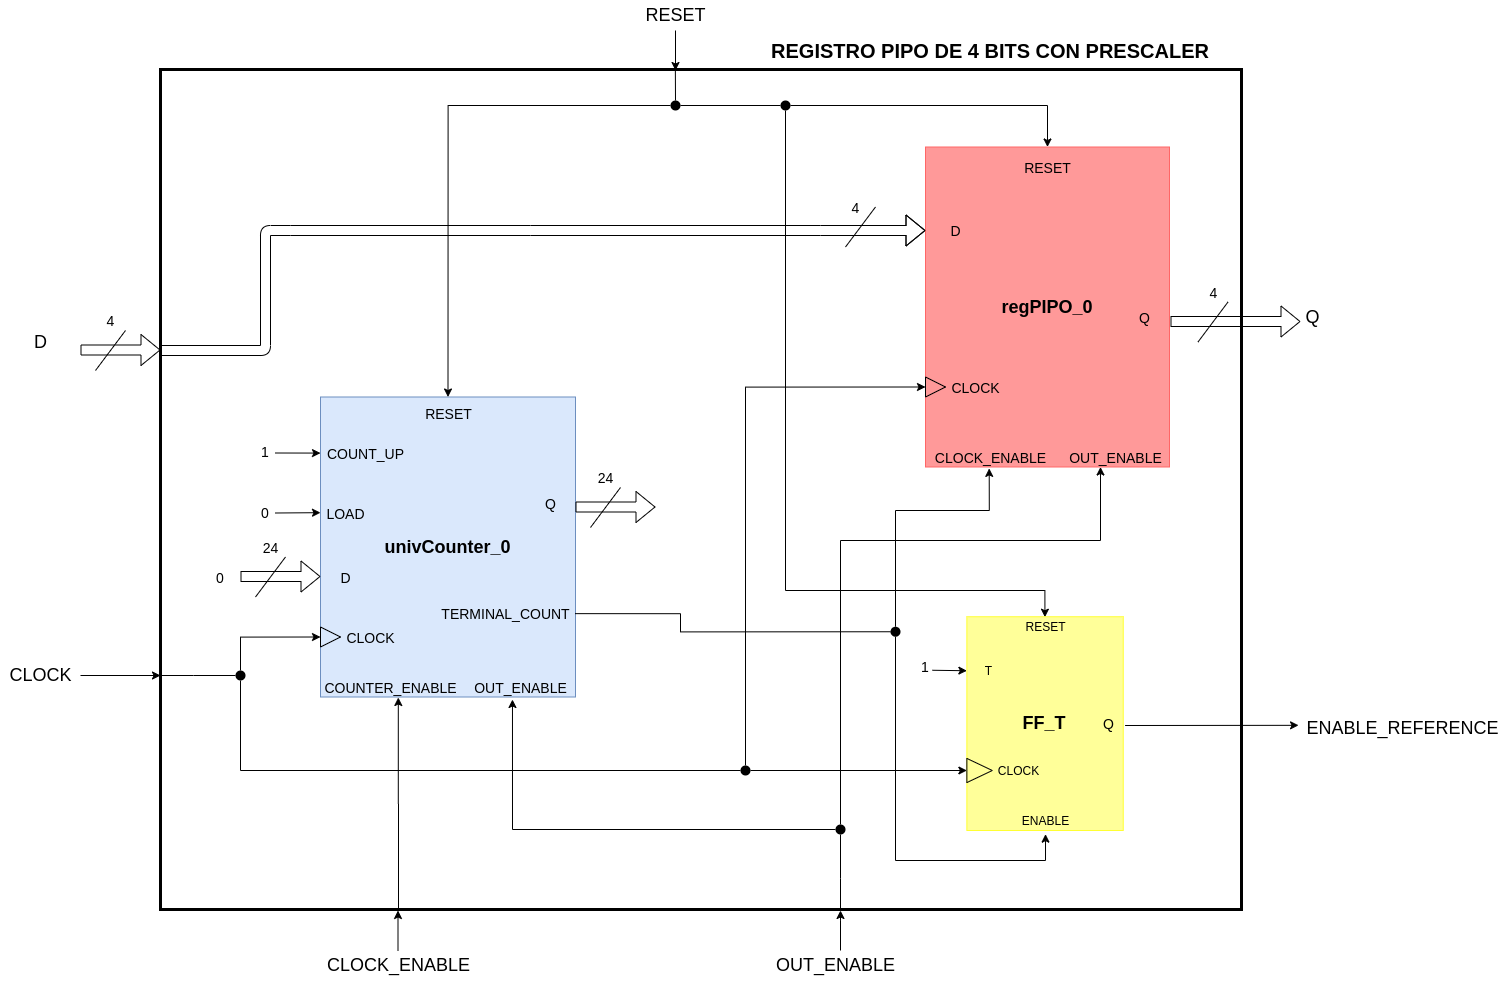 RESET
REGISTRO PIPO DE 4 BITS CON PRESCALER
RESET
4
D
regPIPO_0
4
Q
Q
4
D
CLOCK
CLOCK_ENABLE OUT_ENABLE
RESET
1
COUNT_UP
24
Q
0
LOAD
univCounter_0
24
0
D
TERMINAL_COUNT
CLOCK
CLOCK
COUNTER_ENABLE OUT_ENABLE
RESET
1
T
FF_T
Q
ENABLE_REFERENCE
CLOCK
ENABLE
CLOCK_ENABLE
OUT_ENABLE